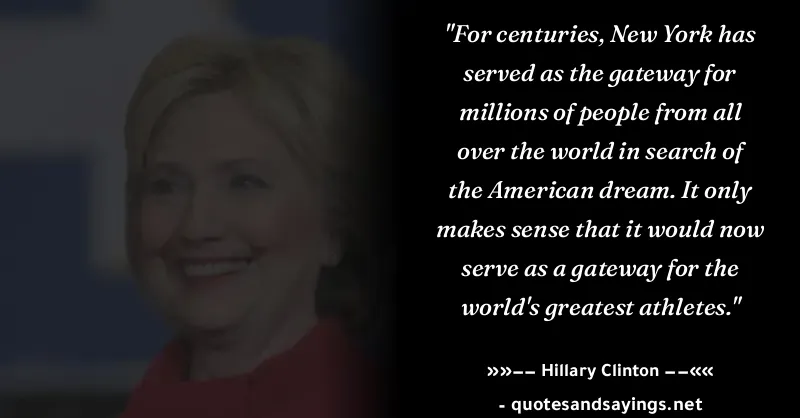 "For centuries, New York has
served as the gateway for
millions of people from all
over the world in search of
the American dream. It only
makes sense that it would now
serve as a gateway for the
world's greatest athletes."
»»–– Hillary Clinton ––««
- quotesandsayings.net